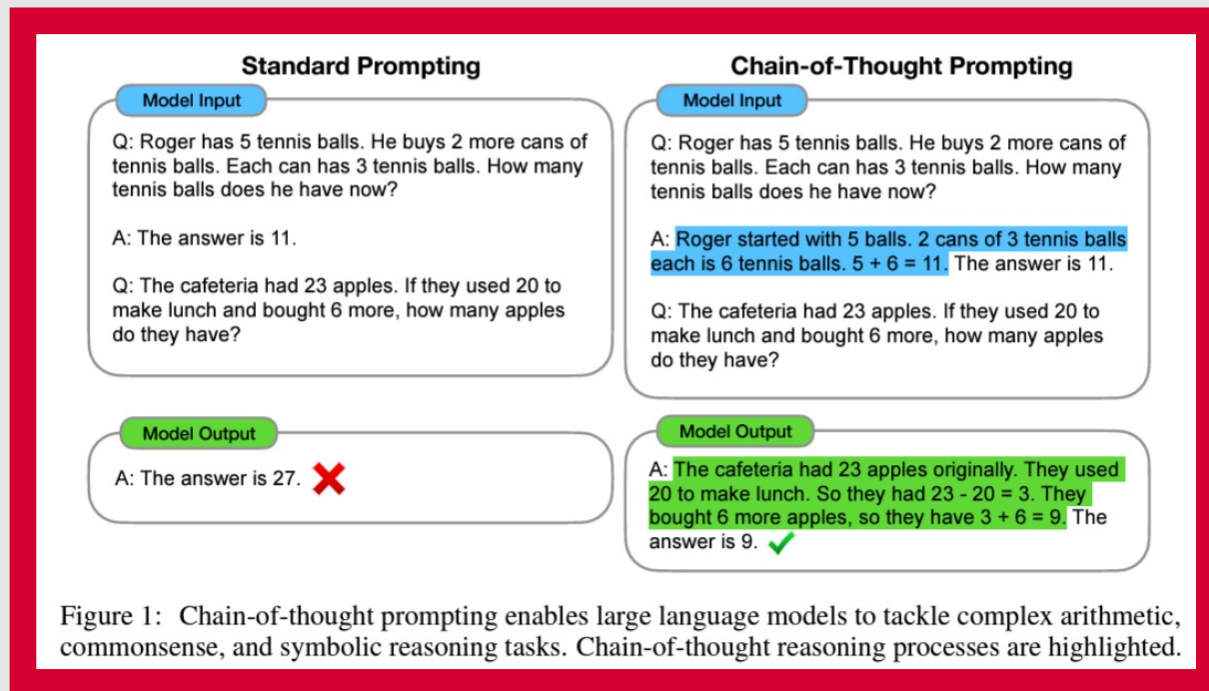 Standard Prompting
Model Input
Q: Roger has 5 tennis balls. He buys 2 more cans of
tennis balls. Each can has 3 tennis balls. How many
tennis balls does he have now?
A: The answer is 11.
Q: The cafeteria had 23 apples. If they used 20 to
make lunch and bought 6 more, how many apples
do they have?
Model Output
A: The answer is 27.
Chain-of-Thought Prompting
Model Input
Q: Roger has 5 tennis balls. He buys 2 more cans of
tennis balls. Each can has 3 tennis balls. How many
tennis balls does he have now?
A: Roger started with 5 balls. 2 cans of 3 tennis balls
each is 6 tennis balls. 5 + 6 = 11. The answer is 11.
Q: The cafeteria had 23 apples. If they used 20 to
make lunch and bought 6 more, how many apples
do they have?
Model Output
A: The cafeteria had 23 apples originally. They used
20 to make lunch. So they had 23 - 20 = 3. They
bought 6 more apples, so they have 3 + 6 = 9. The
answer is 9.
Figure 1: Chain-of-thought prompting enables large language models to tackle complex arithmetic,
commonsense, and symbolic reasoning tasks. Chain-of-thought reasoning processes are highlighted.